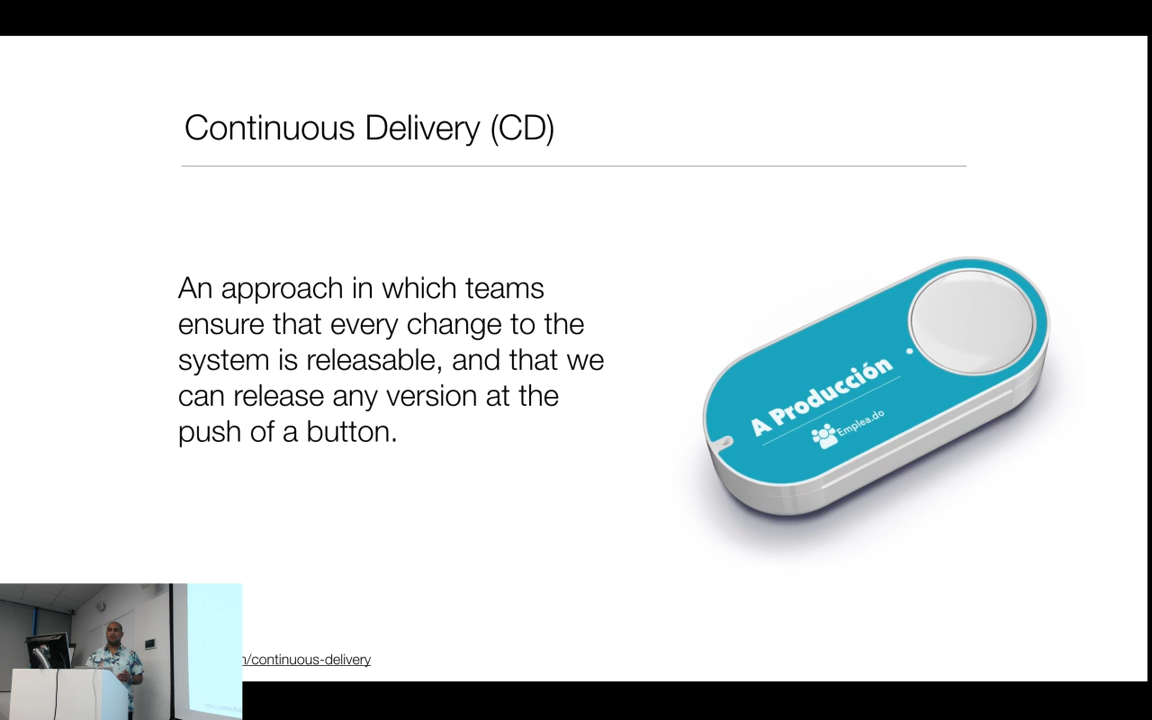 Continuous Delivery (CD)
An approach in which teams
ensure that every change to the
system is releasable, and that we
can release any version at the
push of a button.
A Producción
Emplea.do
/continuous-delivery